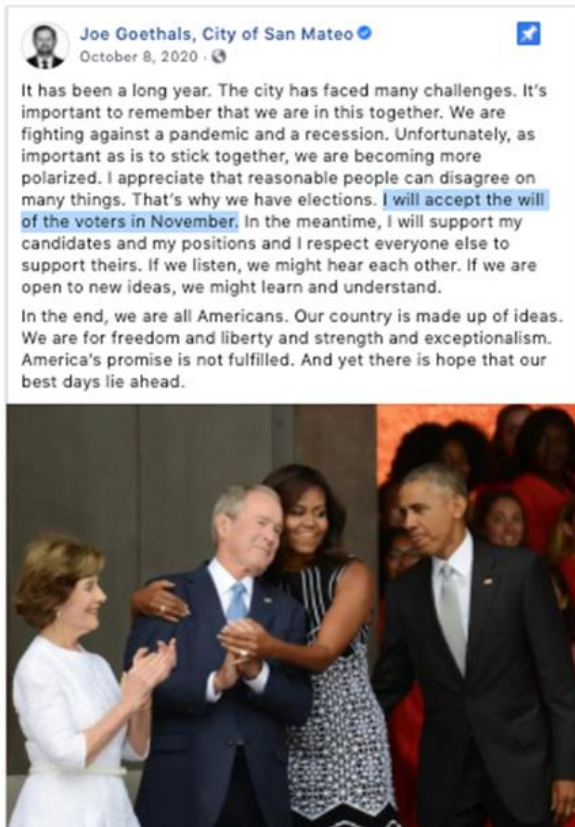 Joe Goethals, City of San Mateo
October 8, 2020 ·
It has been a long year. The city has faced many challenges. It's
important to remember that we are in this together. We are
fighting against a pandemic and a recession. Unfortunately, as
important as is to stick together, we are becoming more
polarized. I appreciate that reasonable people can disagree on
many things. That's why we have elections. I will accept the will
of the voters in November. In the meantime, I will support my
candidates and my positions and I respect everyone else to
support theirs. If we listen, we might hear each other. If we are
open to new ideas, we might learn and understand.
In the end, we are all Americans. Our country is made up of ideas.
We are for freedom and liberty and strength and exceptionalism.
America's promise is not fulfilled. And yet there is hope that our
best days lie ahead.